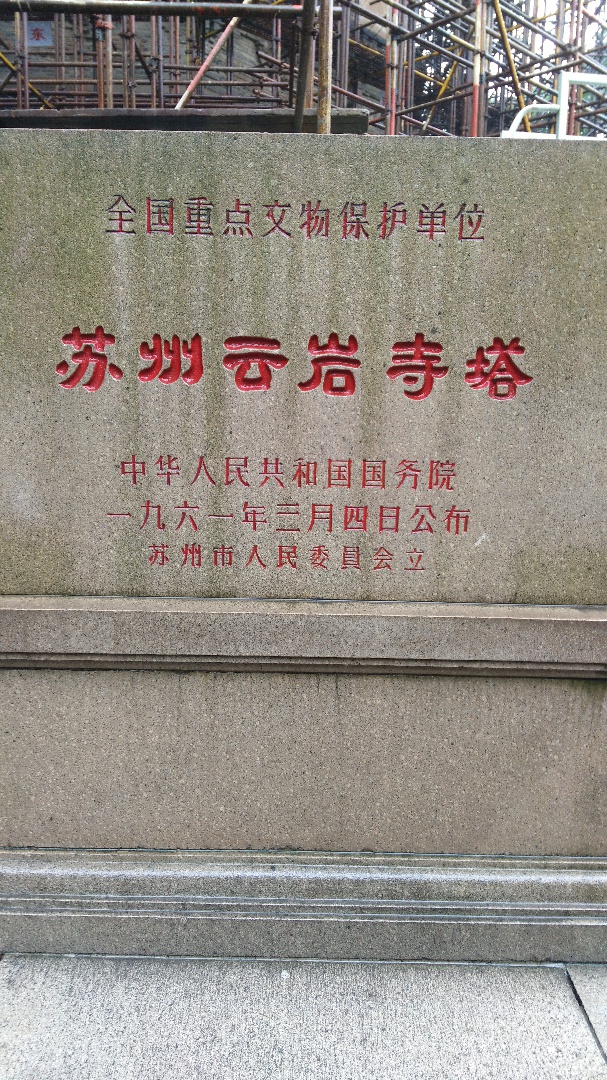 东
全国重点文物保护单位
苏州云岩寺塔
中华人民共和国国务院
一九六一年三月四日公布
苏州市人民委員会立